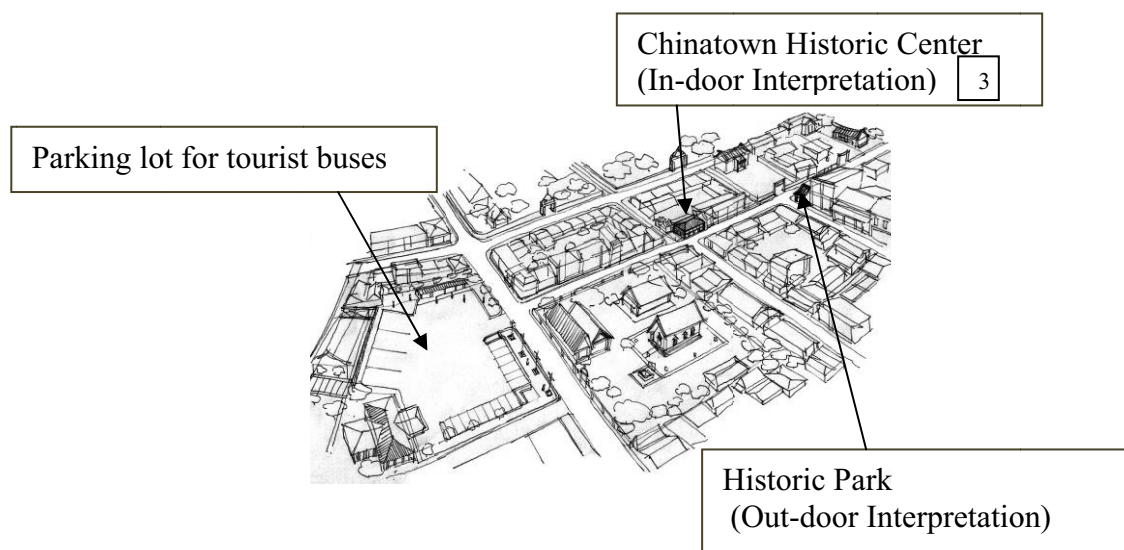 Chinatown Historic Center
(In-door Interpretation) 3
Parking lot for tourist buses
Historic Park
(Out-door Interpretation)